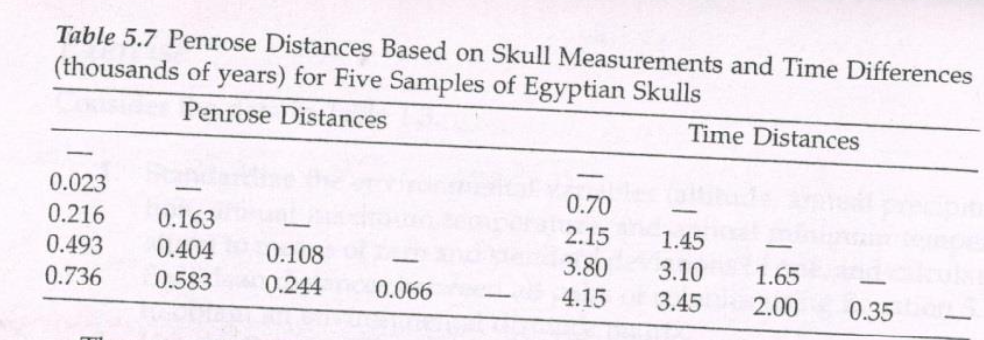 Table 5.7 Penrose Distances Based on Skull Measurements and Time Differences
(thousands of years) for Five Samples of Egyptian Skulls
Penrose Distances Time Distances
— —
0.023 — 0.70 —
0.216 0.163 — 2.15 1.45 —
0.493 0.404 0.108 — 3.80 3.10 1.65 —
0.736 0.583 0.244 0.066 — 4.15 3.45 2.00 0.35